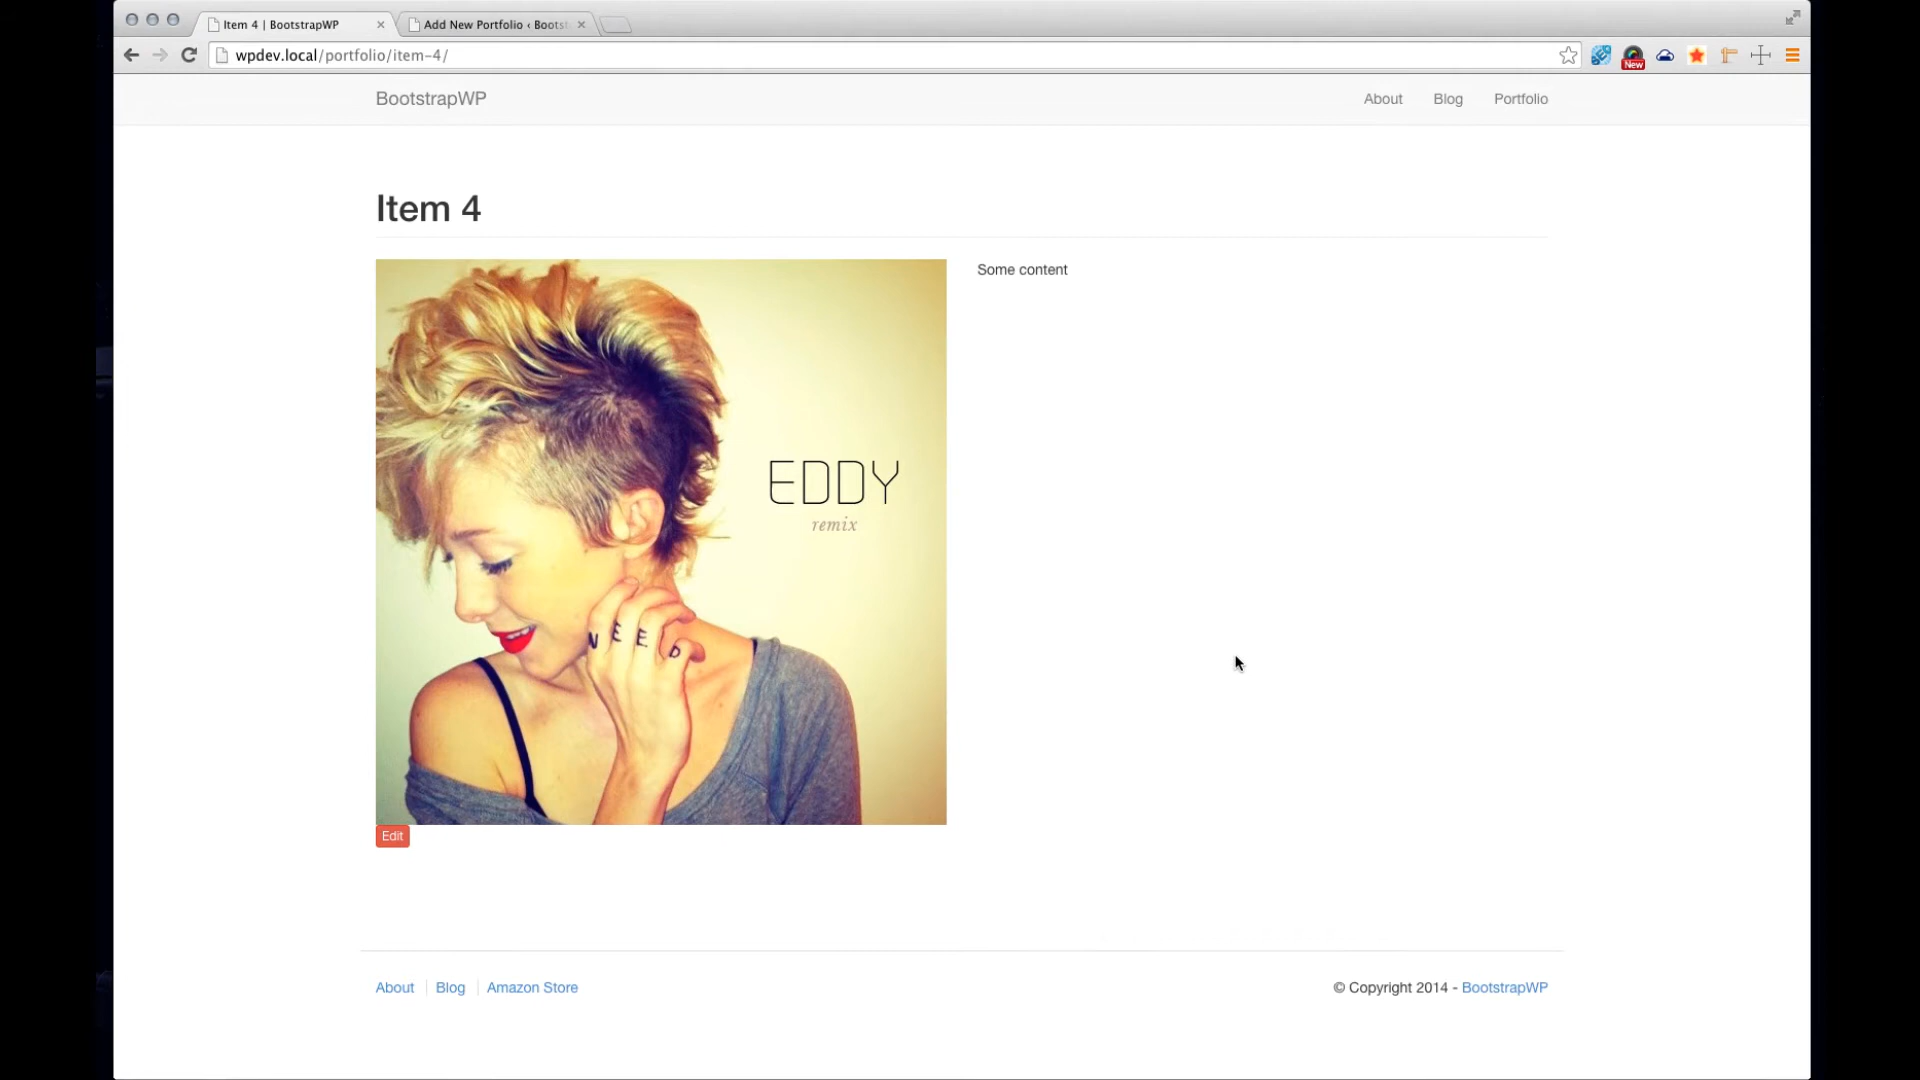 Item 4 | BootstrapWP
Add New Portfolio ‹ Boots
wpdev.local/portfolio/item-4/
New
BootstrapWP
About
Blog
Portfolio
Item 4
Some content
EDDY
remix
NEED
Edit
About
Blog
Amazon Store
© Copyright 2014 - BootstrapWP